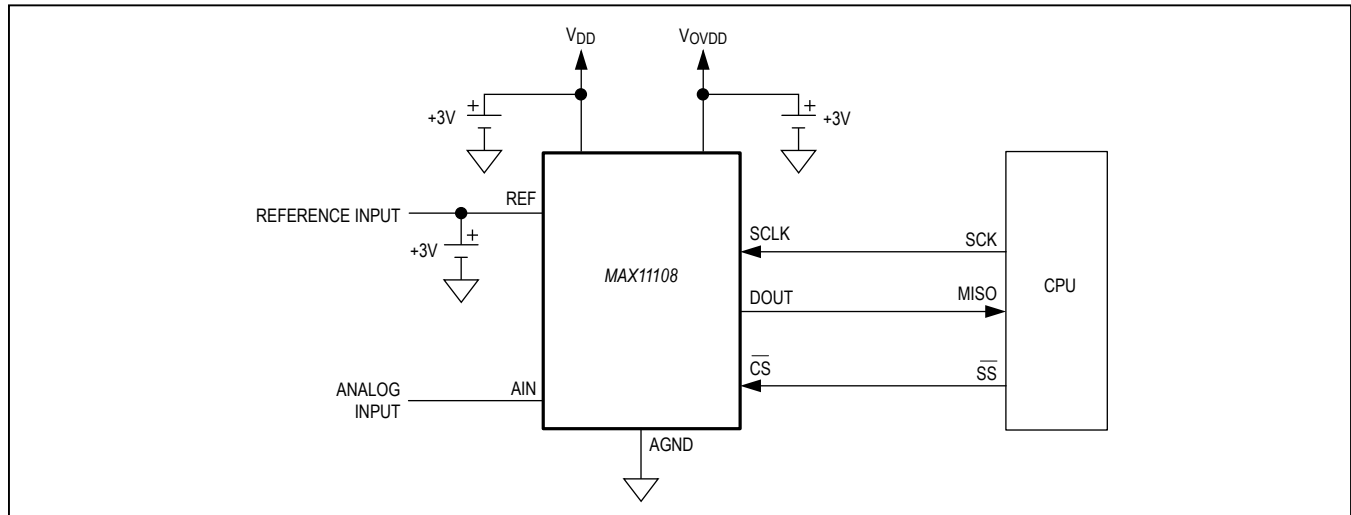 VDD
VOVDD
+
+3V
+
+3V
REF
REFERENCE INPUT
+
+3V
MAX11108
SCLK
SCK
DOUT
MISO
CPU
CS
SS
ANALOG
INPUT
AIN
AGND